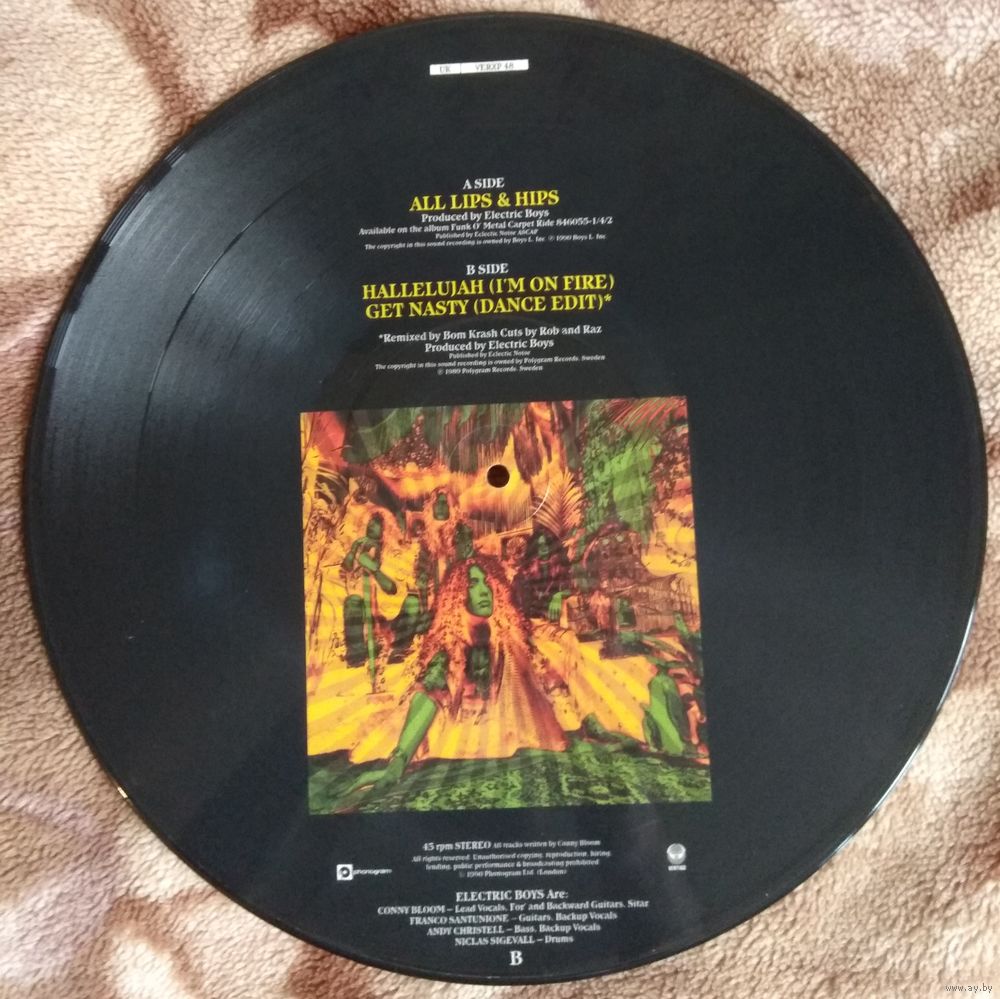 UK VERXP 48
A SIDE
ALL LIPS & HIPS
Produced by Electric Boys
Available on the album Funk O' Metal Carpet Ride 846055-1/4/2
Published by Eclectic Noise ASCAP
The copyright in this sound recording is owned by Boys L. Inc. ℗ 1990 Boys L. Inc
B SIDE
HALLELUJAH (I'M ON FIRE)
GET NASTY (DANCE EDIT)*
*Remixed by Bom Krash Cuts by Rob and Raz
Produced by Electric Boys
Published by Eclectic Noise
The copyright in this sound recording is owned by Polygram Records. Sweden
℗ 1989 Polygram Records. Sweden
45 rpm STEREO All tracks written by Conny Bloom
All rights reserved. Unauthorised copying, reproduction, hiring,
lending, public performance & broadcasting prohibited
© 1990 Phonogram Ltd. (London)
phonogram
VERTIGO
ELECTRIC BOYS Are:
CONNY BLOOM – Lead Vocals, For' and Backward Guitars, Sitar
FRANCO SANTUNIONE – Guitars, Backup Vocals
ANDY CHRISTELL – Bass, Backup Vocals
NICLAS SIGEVALL – Drums
B
www.ay.by